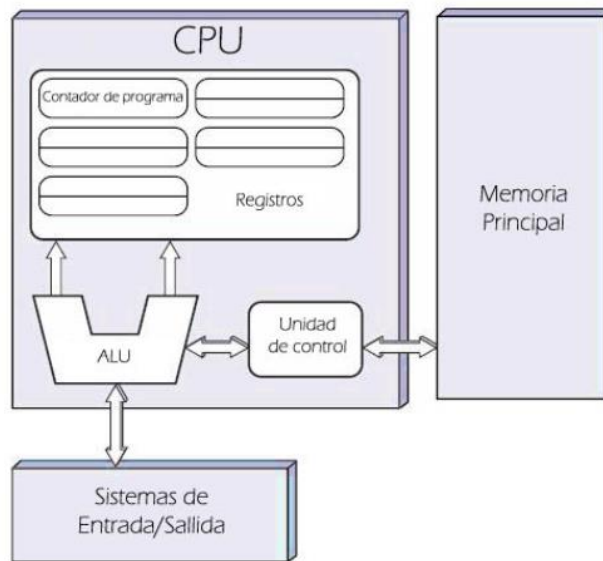 CPU
Contador de programa
Registros
Memoria
Principal
ALU
Unidad
de control
Sistemas de
Entrada/Sallida